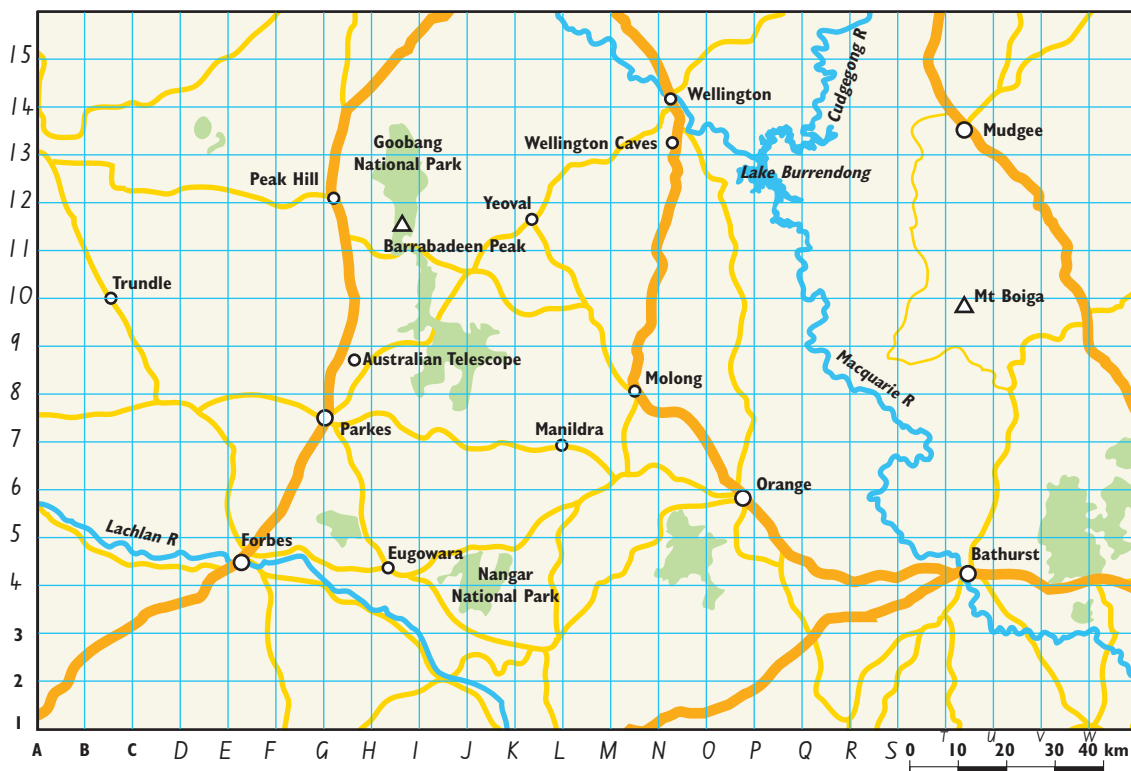 15
14
13
12
11
10
9
8
7
6
5
4
3
2
1
Cudgegong R
Wellington
Mudgee
Wellington Caves
Goobang
National Park
Lake Burrendong
Peak Hill
Yeoval
Barrabadeen Peak
Trundle
Mt Boiga
Australian Telescope
Macquarie R
Molong
Parkes
Manildra
Orange
Lachlan R
Forbes
Eugowara
Bathurst
Nangar
National Park
A B C D E F G H I J K L M N O P Q R S T U V W
0 10 20 30 40 km